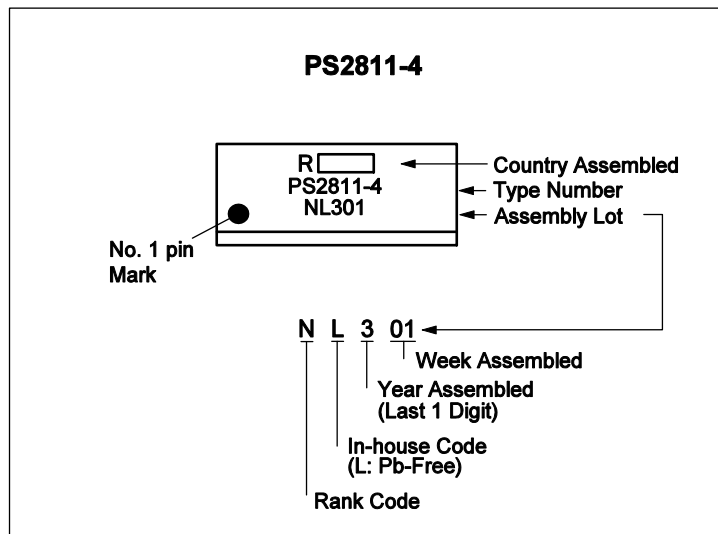 PS2811-4
R
Country Assembled
PS2811-4
Type Number
NL301
Assembly Lot
No. 1 pin
Mark
N L 3 01
Week Assembled
Year Assembled
(Last 1 Digit)
In-house Code
(L: Pb-Free)
Rank Code